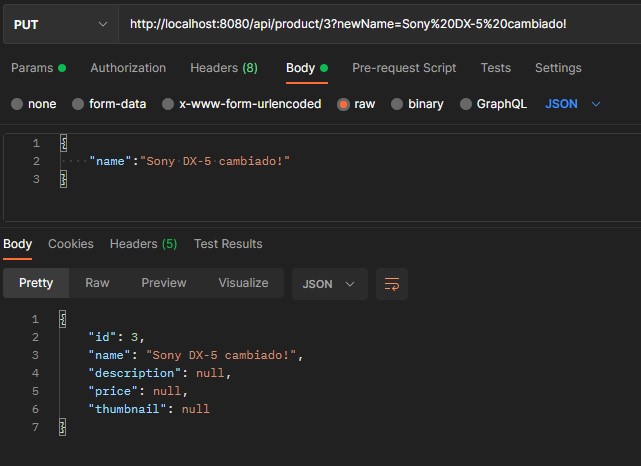 PUT http://localhost:8080/api/product/3?newName=Sony%20DX-5%20cambiado!
Params Authorization Headers (8) Body Pre-request Script Tests Settings
none form-data x-www-form-urlencoded raw binary GraphQL JSON
1 {
2 ····"name":"Sony·DX-5·cambiado!"
3 }
Body Cookies Headers (5) Test Results
Pretty Raw Preview Visualize JSON
1 {
2 "id": 3,
3 "name": "Sony DX-5 cambiado!",
4 "description": null,
5 "price": null,
6 "thumbnail": null
7 }